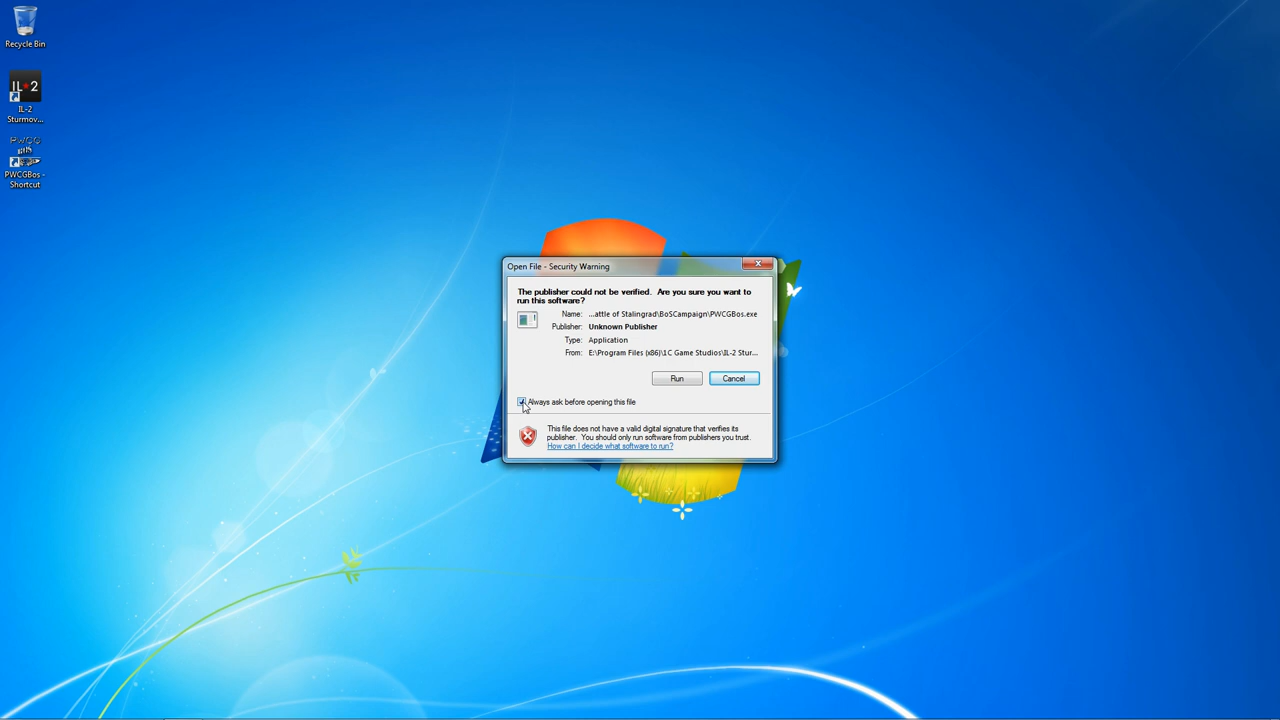 Recycle Bin
IL★2
IL-2
Sturmov...
PWCG
PWCGBos -
Shortcut
Open File - Security Warning
The publisher could not be verified. Are you sure you want to
run this software?
Name: ...attle of Stalingrad\BoSCampaign\PWCGBos.exe
Publisher: Unknown Publisher
Type: Application
From: E:\Program Files (x86)\1C Game Studios\IL-2 Stur...
Run Cancel
Always ask before opening this file
This file does not have a valid digital signature that verifies its
publisher. You should only run software from publishers you trust.
How can I decide what software to run?